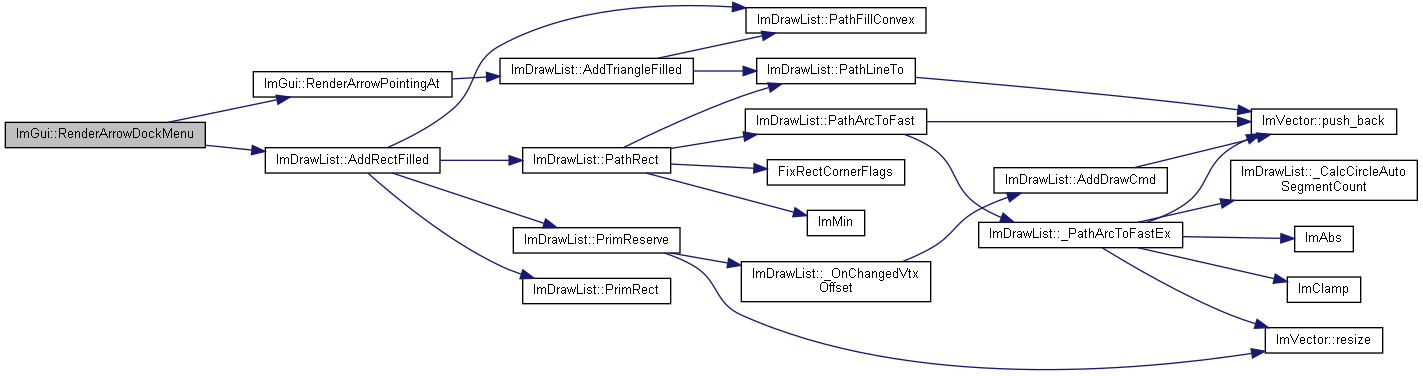 ImGui::RenderArrowDockMenu
ImGui::RenderArrowPointingAt
ImDrawList::AddRectFilled
ImDrawList::AddTriangleFilled
ImDrawList::PathRect
ImDrawList::PrimReserve
ImDrawList::PrimRect
ImDrawList::PathFillConvex
ImDrawList::PathLineTo
ImDrawList::PathArcToFast
FixRectCornerFlags
ImMin
ImDrawList::_OnChangedVtx
Offset
ImDrawList::AddDrawCmd
ImDrawList::_PathArcToFastEx
ImVector::push_back
ImDrawList::_CalcCircleAuto
SegmentCount
ImAbs
ImClamp
ImVector::resize